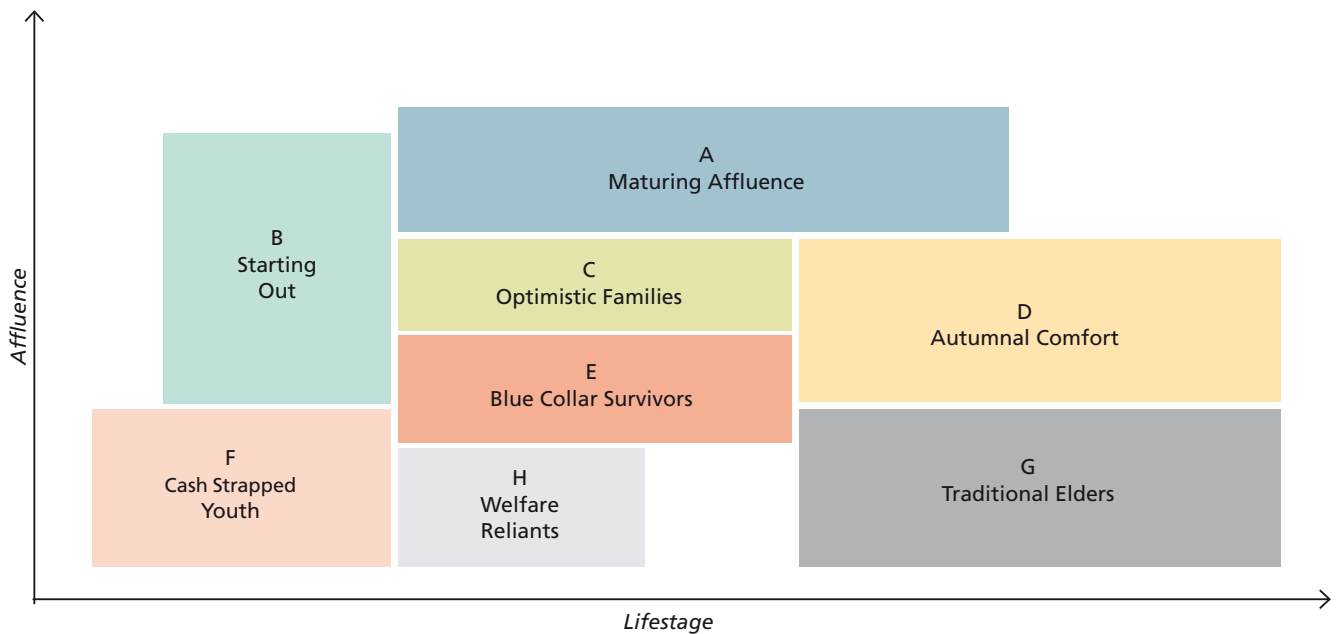 A
Maturing Affluence
B
Starting
Out
C
Optimistic Families
D
Autumnal Comfort
E
Blue Collar Survivors
F
Cash Strapped
Youth
H
Welfare
Reliants
G
Traditional Elders
Affluence
Lifestage